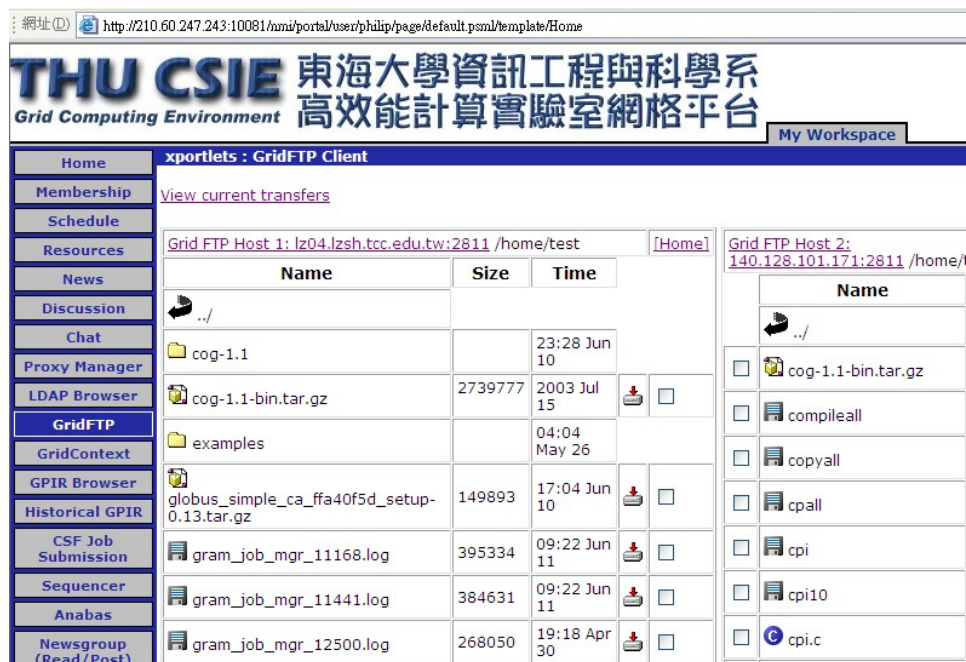 網址(D) http://210.60.247.243:10081/nmi/portal/user/philip/page/default.psml/template/Home
THU CSIE 東海大學資訊工程與科學系
Grid Computing Environment 高效能計算實驗室網格平台
My Workspace
Home
Membership
Schedule
Resources
News
Discussion
Chat
Proxy Manager
LDAP Browser
GridFTP
GridContext
GPIR Browser
Historical GPIR
CSF Job
Submission
Sequencer
Anabas
Newsgroup
(Read/Post)
xportlets : GridFTP Client
View current transfers
Grid FTP Host 1: lz04.lzsh.tcc.edu.tw:2811 /home/test [Home]
Name Size Time
../
cog-1.1 23:28 Jun
10
cog-1.1-bin.tar.gz 2739777 2003 Jul
15
examples 04:04
May 26
globus_simple_ca_ffa40f5d_setup-
0.13.tar.gz 149893 17:04 Jun
10
gram_job_mgr_11168.log 395334 09:22 Jun
11
gram_job_mgr_11441.log 384631 09:22 Jun
11
gram_job_mgr_12500.log 268050 19:18 Apr
30
Grid FTP Host 2:
140.128.101.171:2811 /home/t
Name
../
cog-1.1-bin.tar.gz
compileall
copyall
cpall
cpi
cpi10
cpi.c